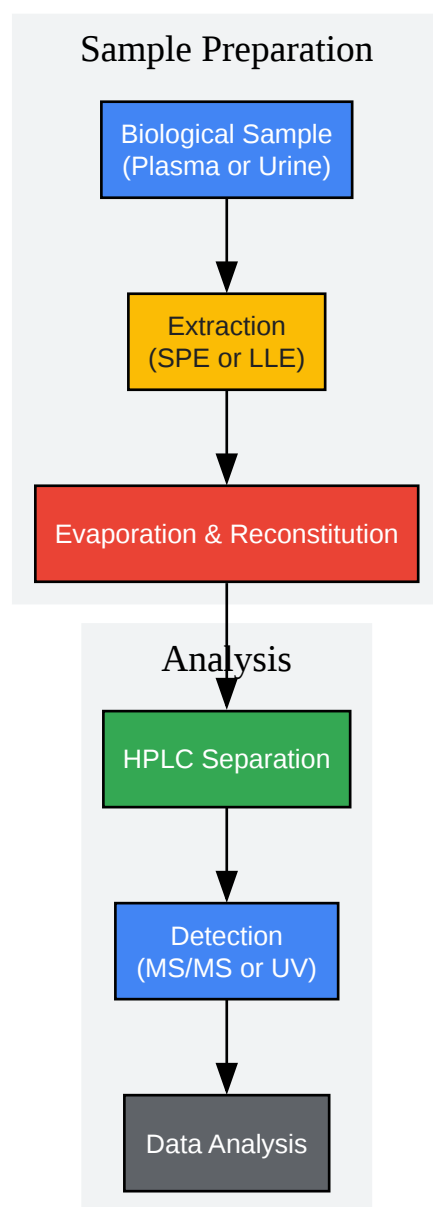 Sample Preparation
Biological Sample
(Plasma or Urine)
Extraction
(SPE or LLE)
Evaporation & Reconstitution
Analysis
HPLC Separation
Detection
(MS/MS or UV)
Data Analysis